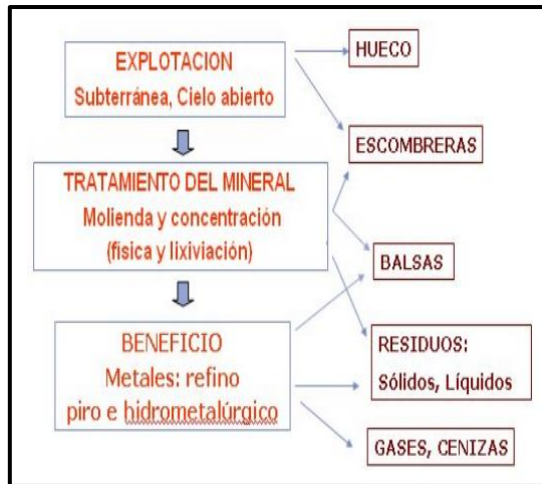 EXPLOTACION
Subterránea, Cielo abierto
HUECO
ESCOMBRERAS
TRATAMIENTO DEL MINERAL
Molienda y concentración
(física y lixiviación)
BALSAS
BENEFICIO
Metales: refino
piro e hidrometalúrgico
RESIDUOS:
Sólidos, Líquidos
GASES, CENIZAS